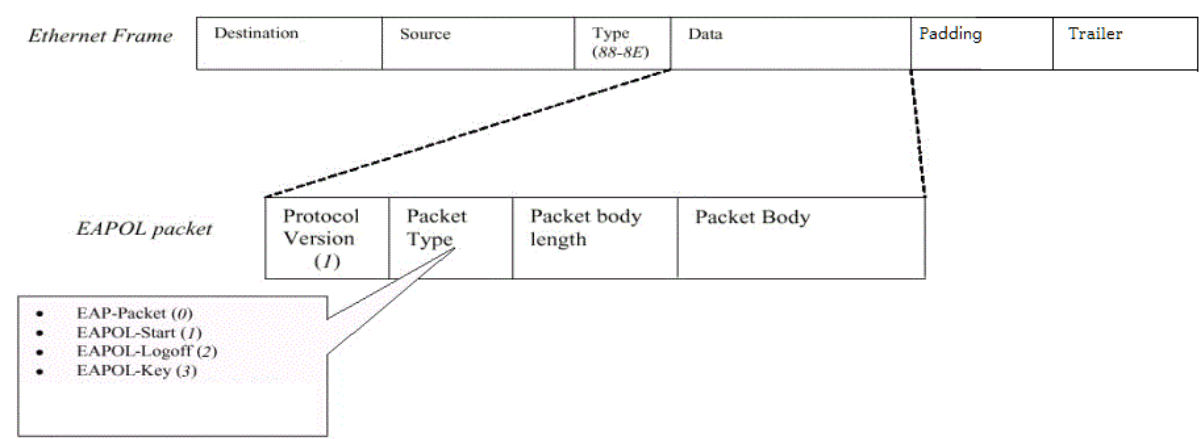 Ethernet Frame
Destination
Source
Type
(88-8E)
Data
Padding
Trailer
EAPOL packet
Protocol
Version
(1)
Packet
Type
Packet body
length
Packet Body
• EAP-Packet (0)
• EAPOL-Start (1)
• EAPOL-Logoff (2)
• EAPOL-Key (3)